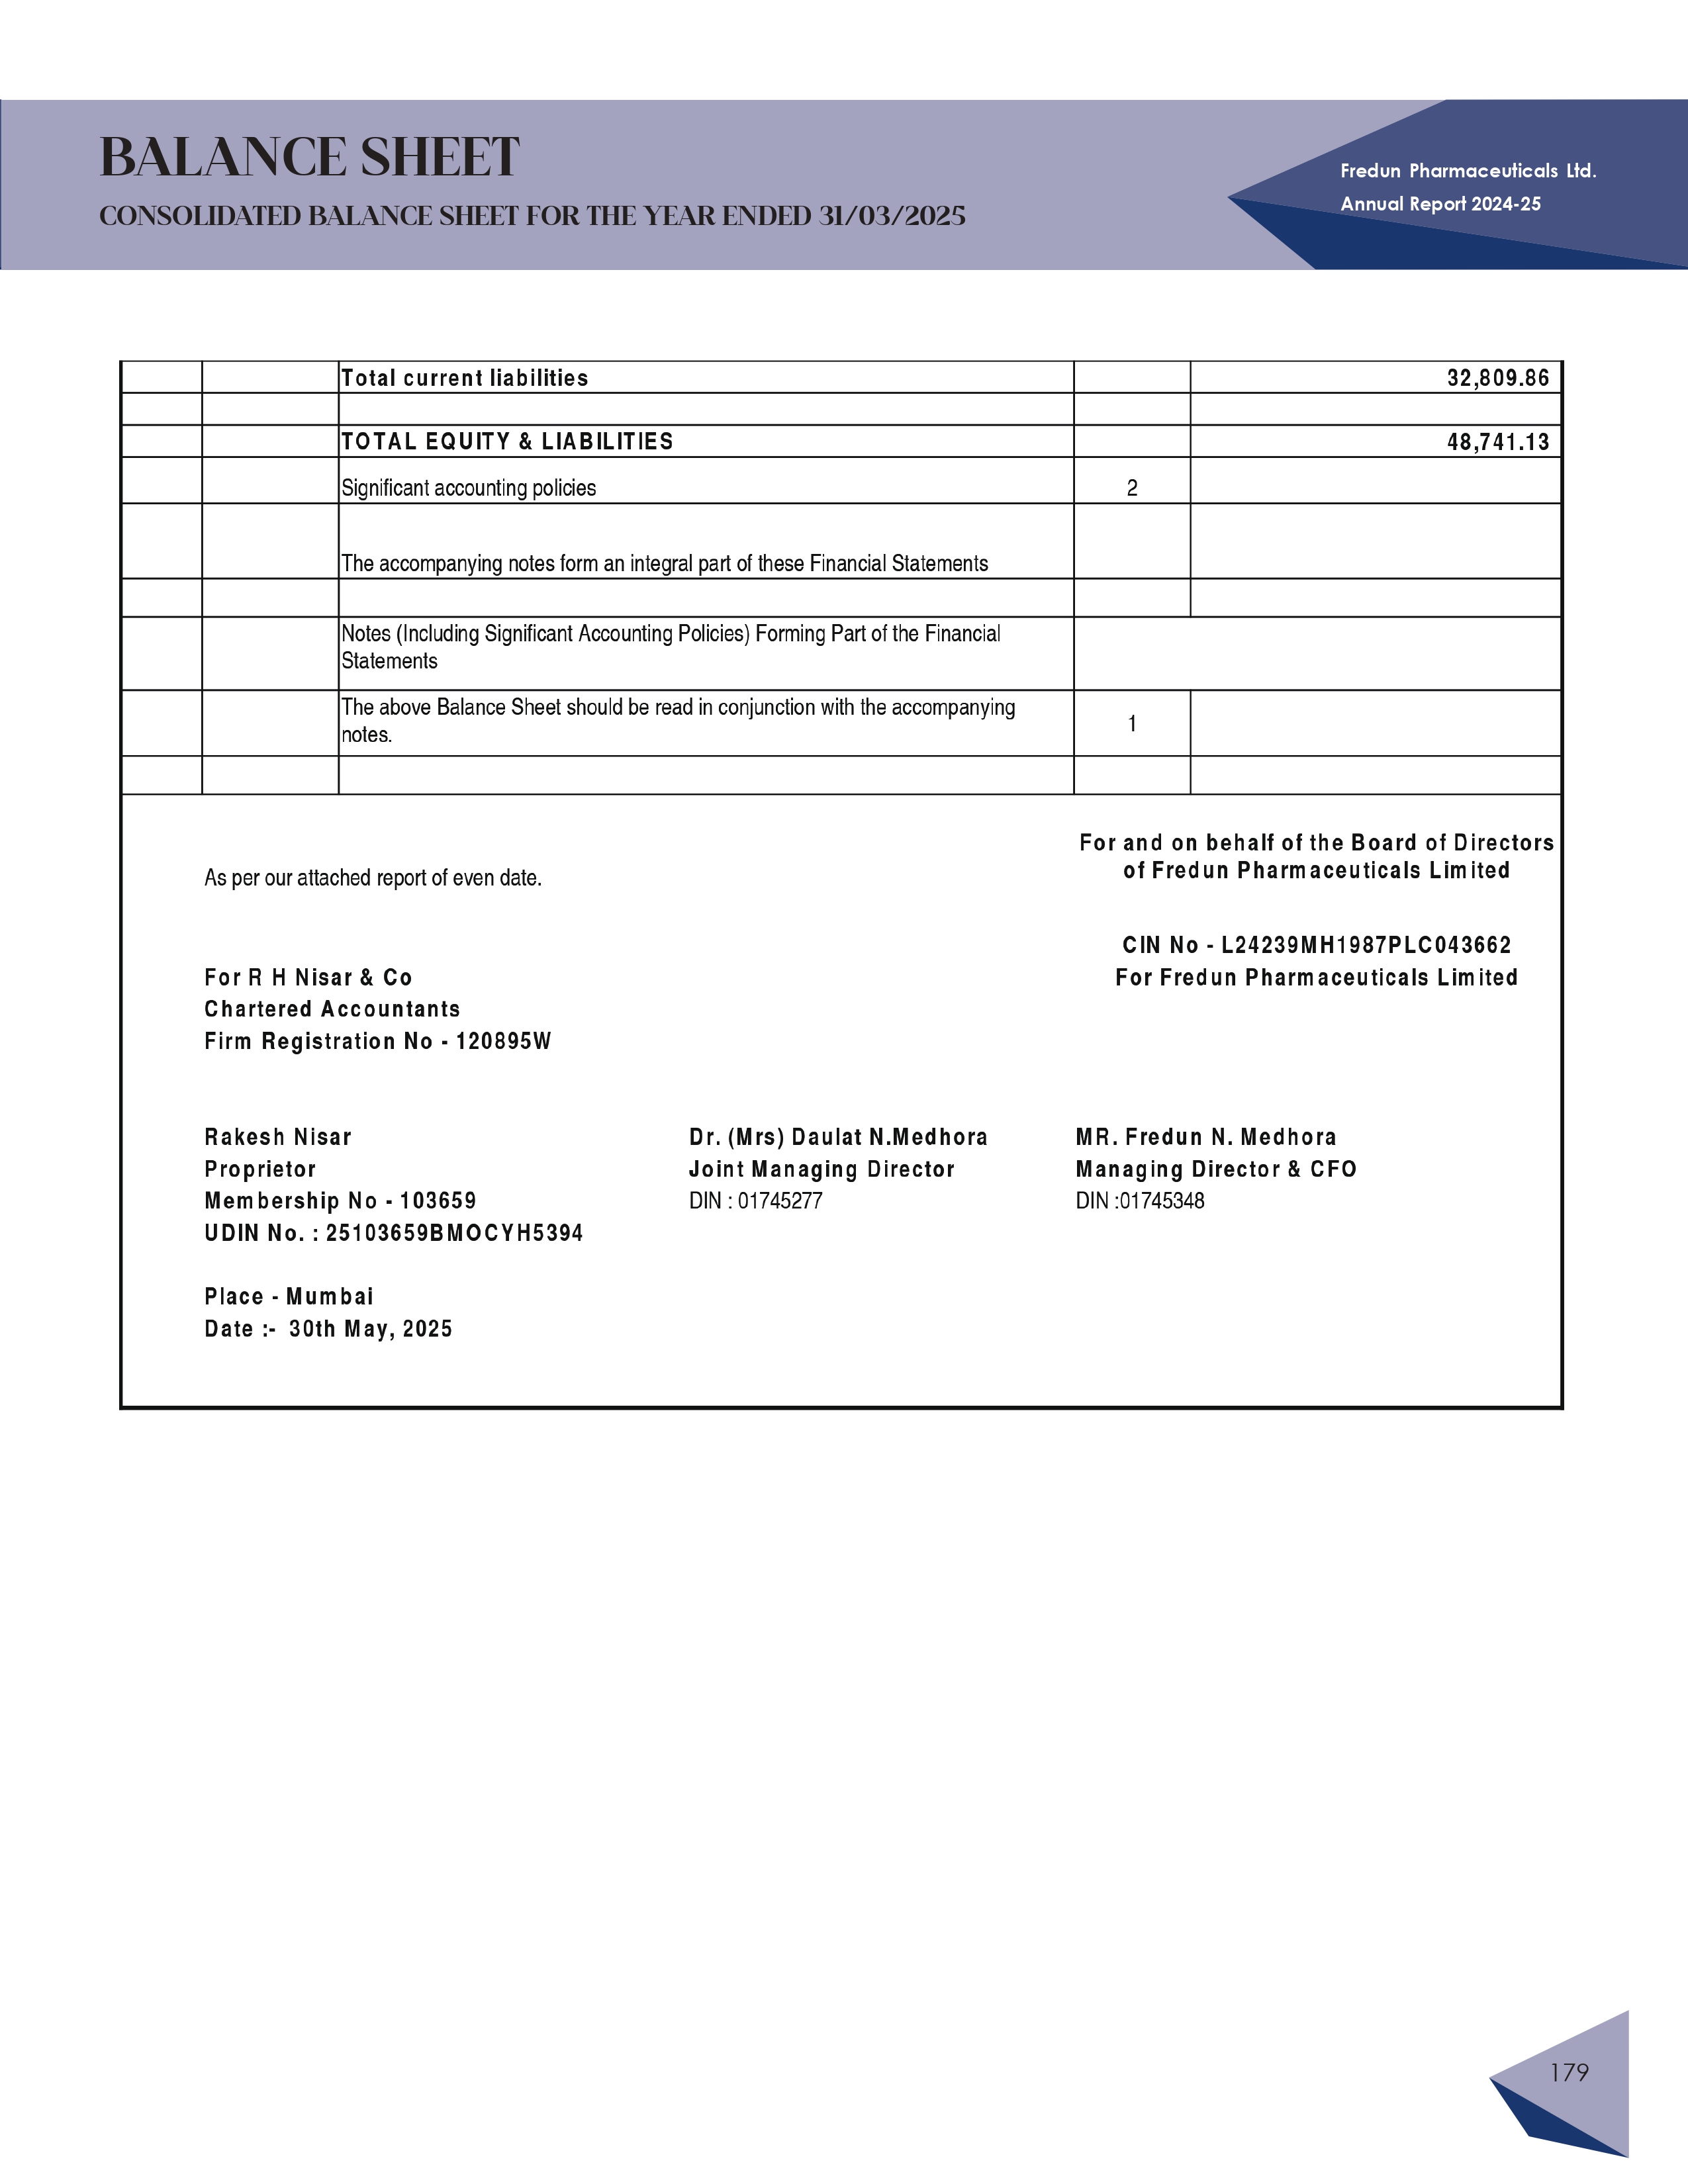 BALANCE SHEET
CONSOLIDATED BALANCE SHEET FOR THE YEAR ENDED 31/03/2025
Fredun Pharmaceuticals Ltd.
Annual Report 2024-25
Total current liabilities 32,809.86
TOTAL EQUITY & LIABILITIES 48,741.13
Significant accounting policies 2
The accompanying notes form an integral part of these Financial Statements
Notes (Including Significant Accounting Policies) Forming Part of the Financial
Statements
The above Balance Sheet should be read in conjunction with the accompanying
notes.
1
For and on behalf of the Board of Directors
of Fredun Pharmaceuticals Limited
As per our attached report of even date.
CIN No - L24239MH1987PLC043662
For R H Nisar & Co
For Fredun Pharmaceuticals Limited
Chartered Accountants
Firm Registration No - 120895W
Rakesh Nisar
Proprietor
Membership No - 103659
UDIN No. : 25103659BMOCYH5394
Dr. (Mrs) Daulat N.Medhora
Joint Managing Director
DIN : 01745277
MR. Fredun N. Medhora
Managing Director & CFO
DIN :01745348
Place - Mumbai
Date :- 30th May, 2025
179